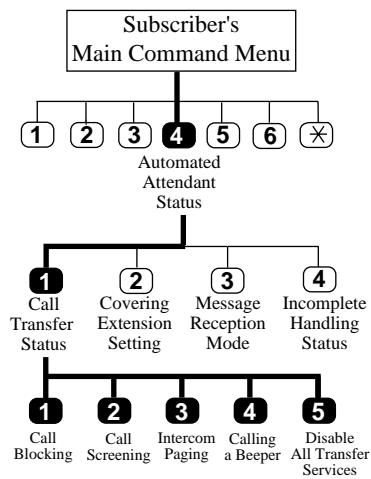 Subscriber's
Main Command Menu
1 2 3 4 5 6 *
Automated
Attendant
Status
1 2 3 4
Call Covering Message Incomplete
Transfer Extension Reception Handling
Status Setting Mode Status
1 2 3 4 5
Call Call Intercom Calling Disable
Blocking Screening Paging a Beeper All Transfer
Services